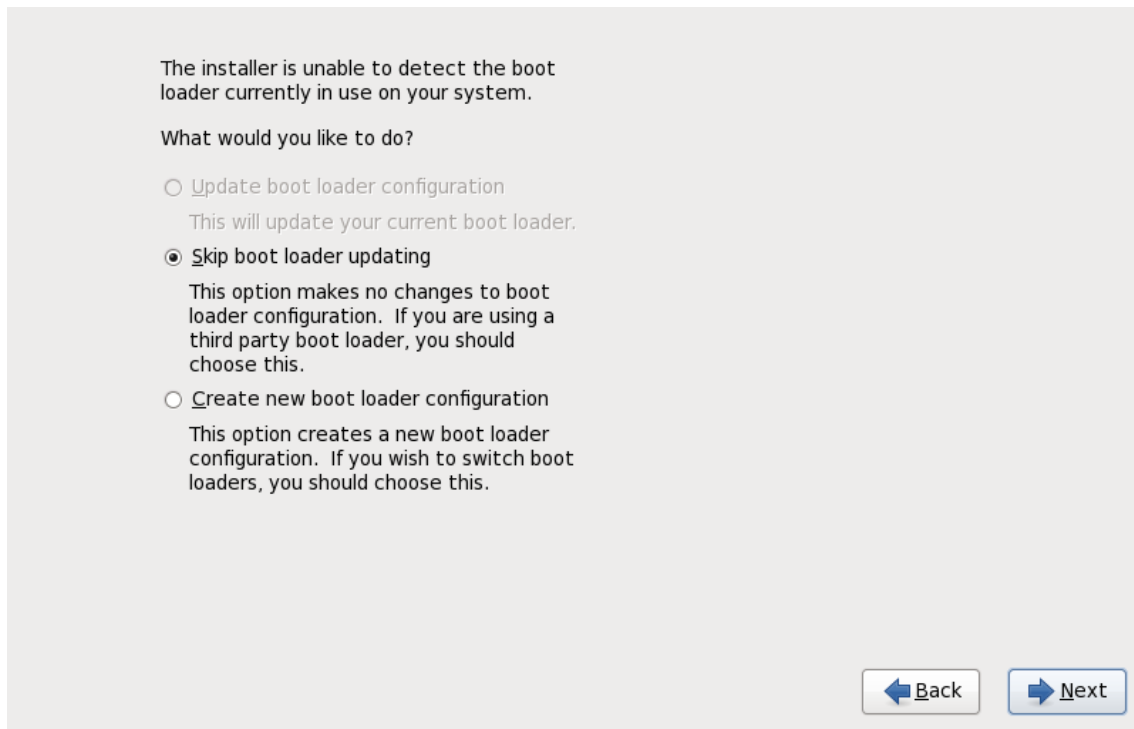 The installer is unable to detect the boot
loader currently in use on your system.
What would you like to do?
Update boot loader configuration
This will update your current boot loader.
Skip boot loader updating
This option makes no changes to boot
loader configuration.  If you are using a
third party boot loader, you should
choose this.
Create new boot loader configuration
This option creates a new boot loader
configuration.  If you wish to switch boot
loaders, you should choose this.
Back
Next